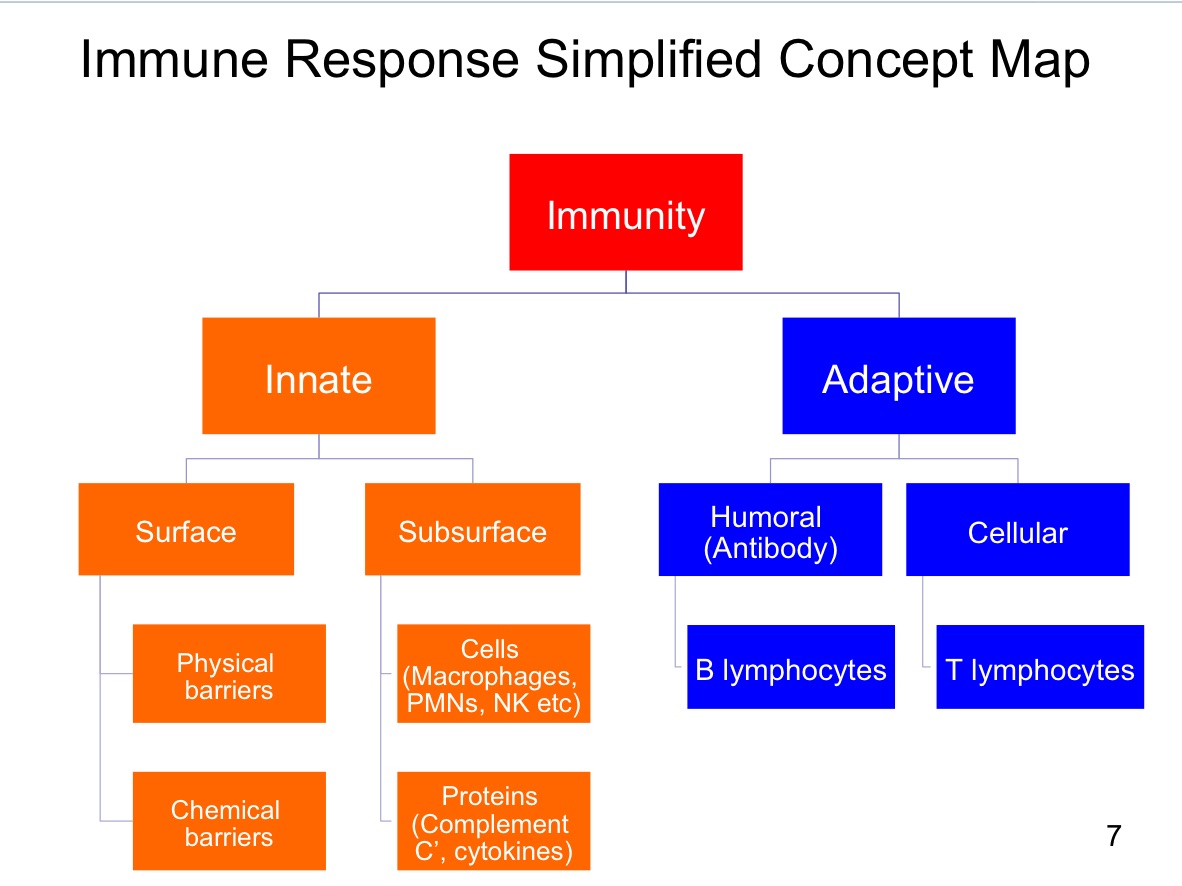 Immune Response Simplified Concept Map
Immunity
Innate
Adaptive
Surface
Subsurface
Humoral
(Antibody)
Cellular
Physical
barriers
Cells
(Macrophages,
PMNs, NK etc)
B lymphocytes
T lymphocytes
Chemical
barriers
Proteins
(Complement
C’, cytokines)
7